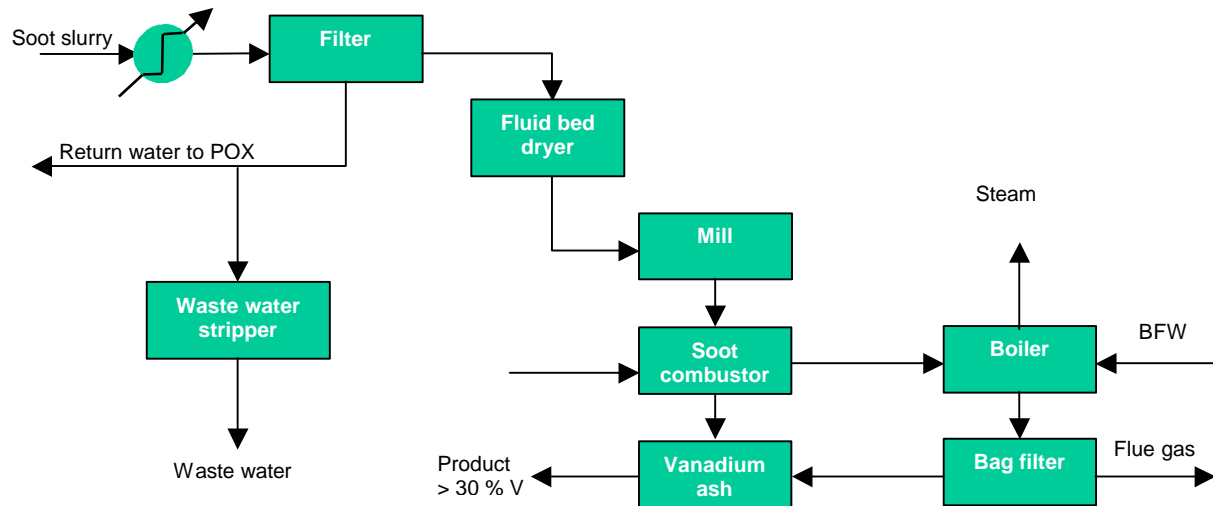 Soot slurry
Filter
Fluid bed
dryer
Return water to POX
Steam
Mill
Waste water
stripper
Soot
combustor
Boiler
BFW
Waste water
Product
> 30 % V
Vanadium
ash
Bag filter
Flue gas